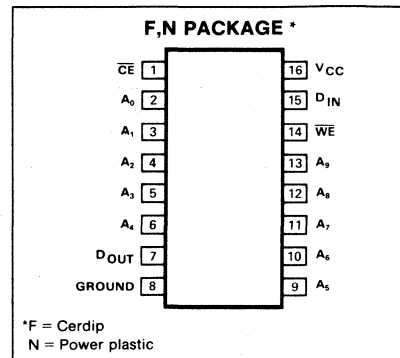 F,N PACKAGE *
CE 1 16 VCC
A0 2 15 DIN
A1 3 14 WE
A2 4 13 A9
A3 5 12 A8
A4 6 11 A7
DOUT 7 10 A6
GROUND 8 9 A5
*F = Cerdip
N = Power plastic